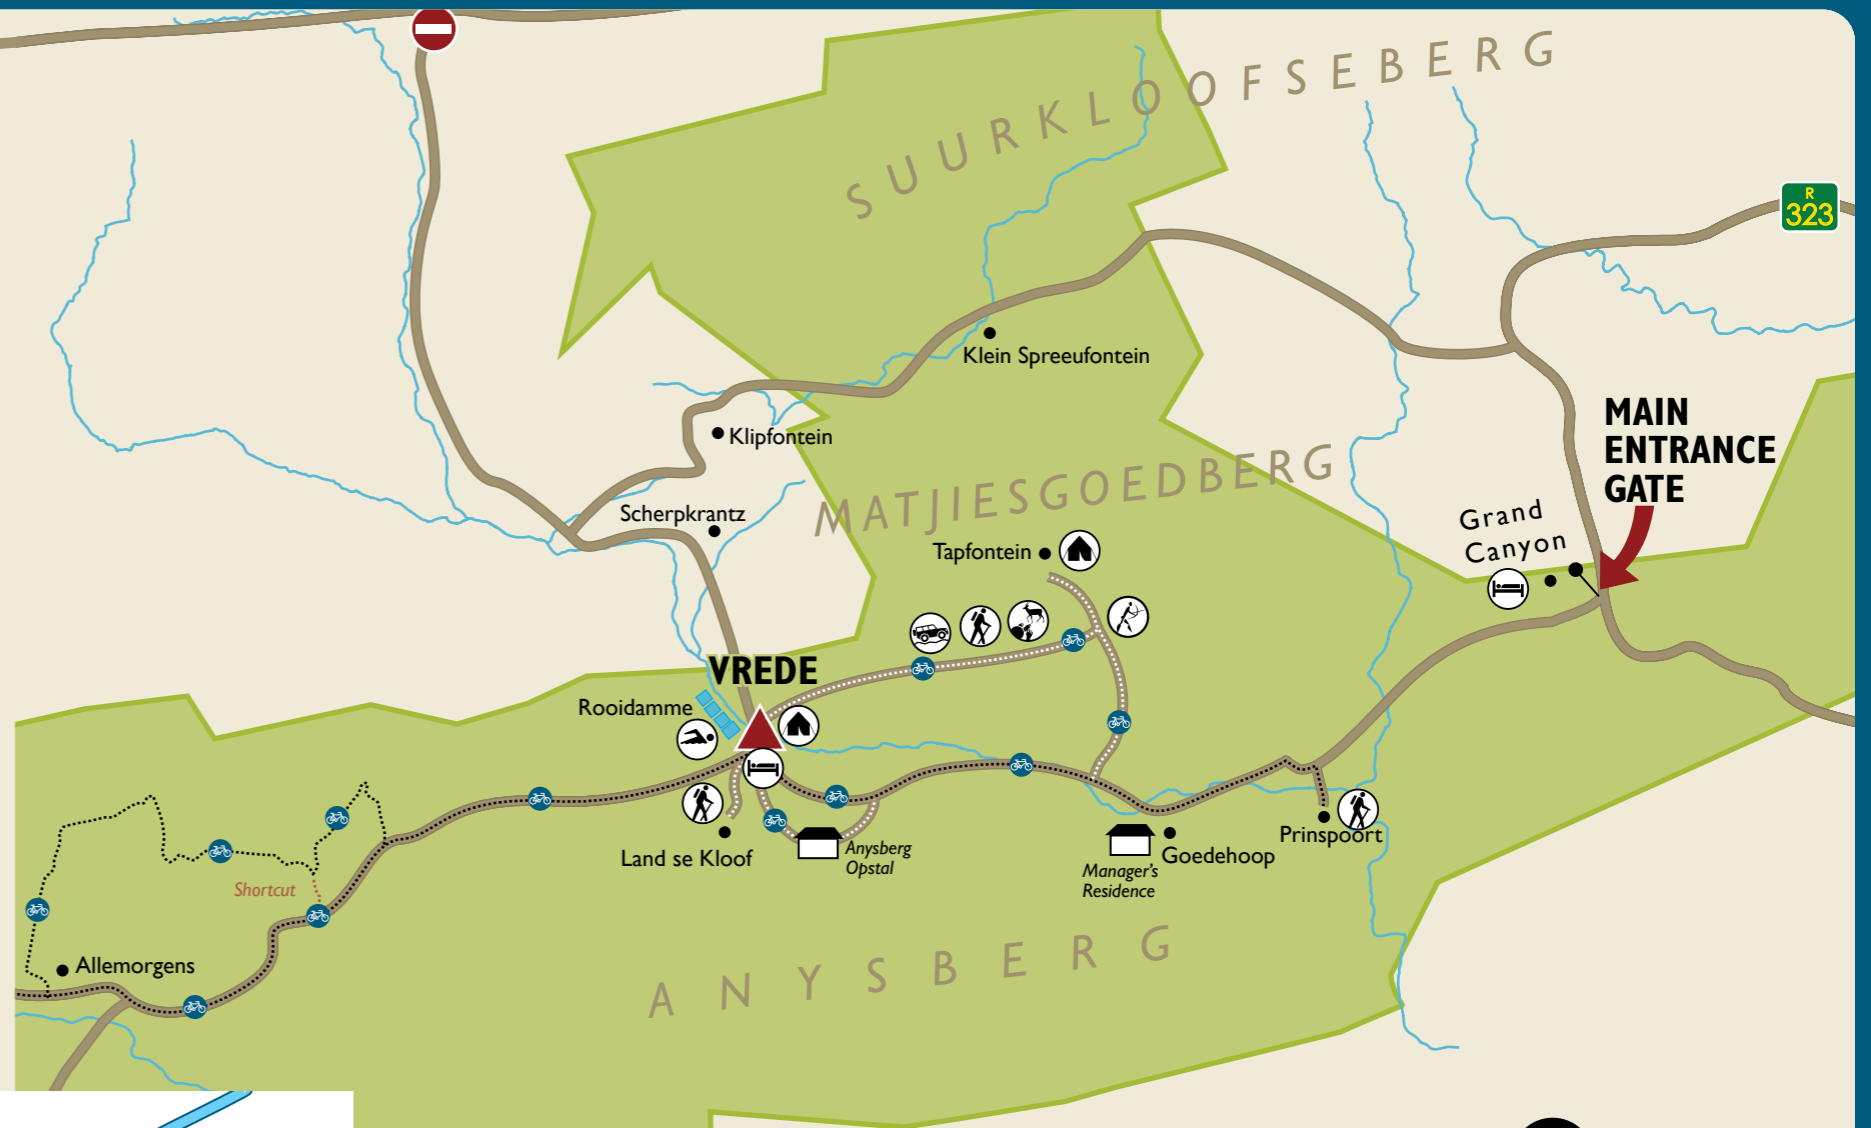 SUURKLOOFSEBERG
R
323
Klein Spreeufontein
MAIN
ENTRANCE
GATE
Klipfontein
MATJIESGOEDBERG
Scherpkrantz
Grand
Canyon
Tapfontein
VREDE
Rooidamme
Prinspoort
Land se Kloof
Anysberg
Opstal
Goedehoop
Manager's
Residence
Shortcut
Allemorgens
ANYSBERG